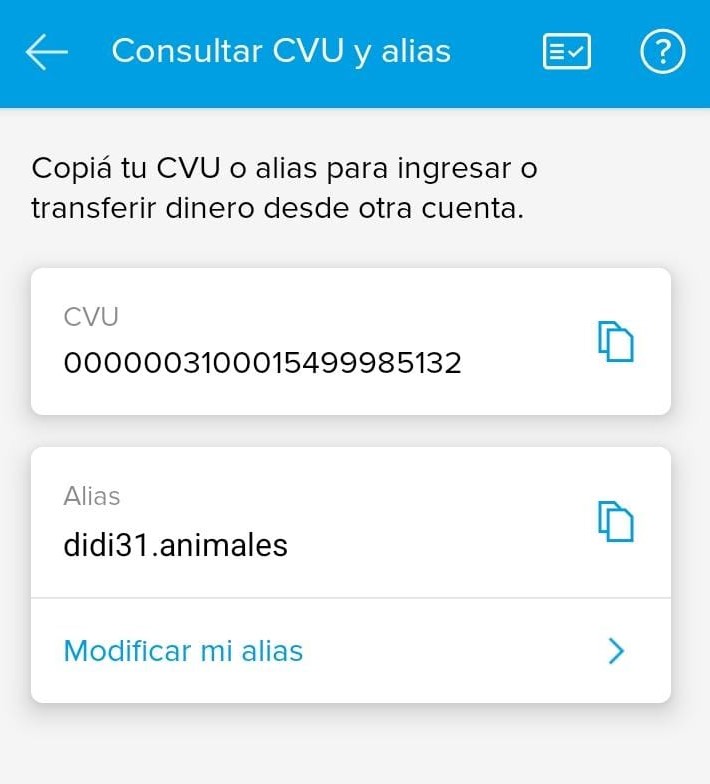 Consultar CVU y alias
?
Copiá tu CVU o alias para ingresar o
transferir dinero desde otra cuenta.
CVU
0000003100015499985132
Alias
didi31.animales
Modificar mi alias